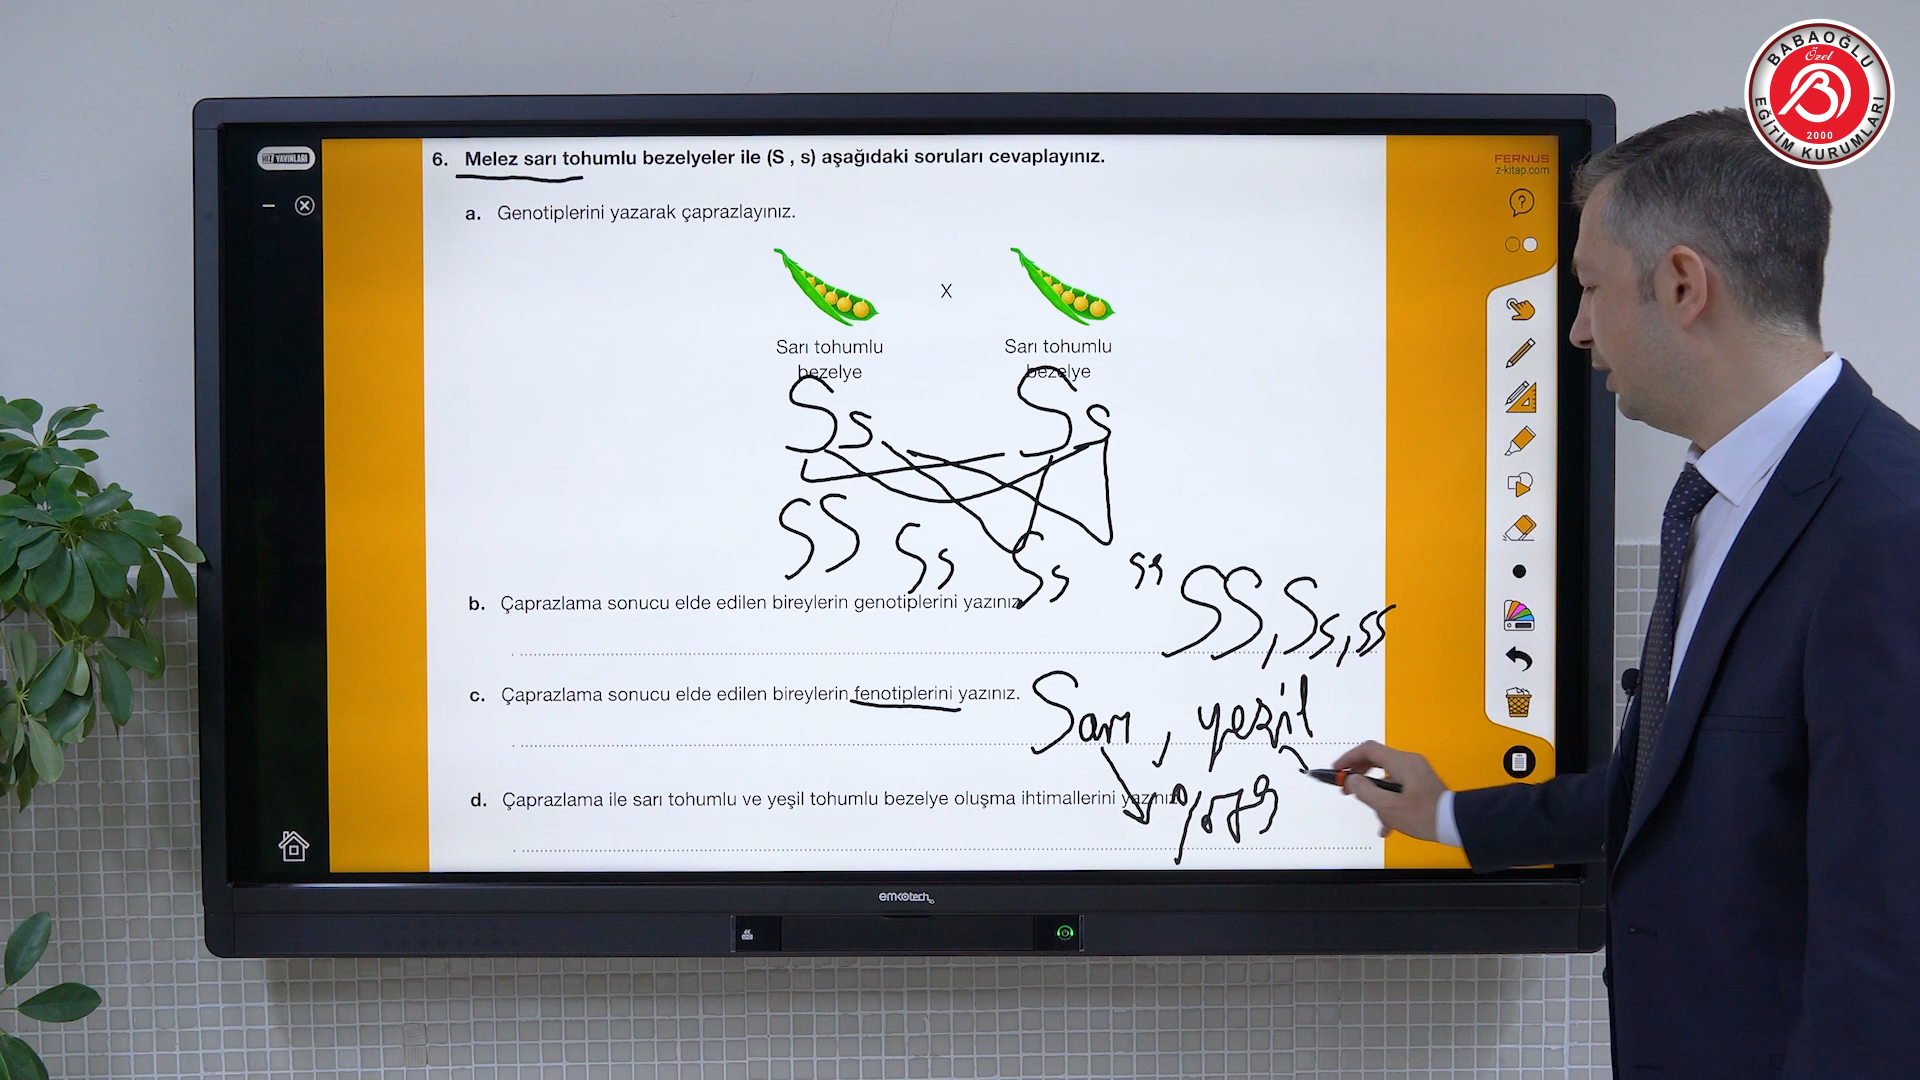 BABAOĞLU
Özel
B
2000
EĞİTİM KURUMLARI
HIZ YAYINLARI
FERNUS
z-kitap.com
6. Melez sarı tohumlu bezelyeler ile (S , s) aşağıdaki soruları cevaplayınız.
a. Genotiplerini yazarak çaprazlayınız.
X
Sarı tohumlu bezelye
Sarı tohumlu bezelye
Ss Ss
SS Ss Ss ss
b. Çaprazlama sonucu elde edilen bireylerin genotiplerini yazınız
SS, Ss, ss
c. Çaprazlama sonucu elde edilen bireylerin fenotiplerini yazınız.
Sarı, yeşil
d. Çaprazlama ile sarı tohumlu ve yeşil tohumlu bezelye oluşma ihtimallerini yazınız
%75
emkotech